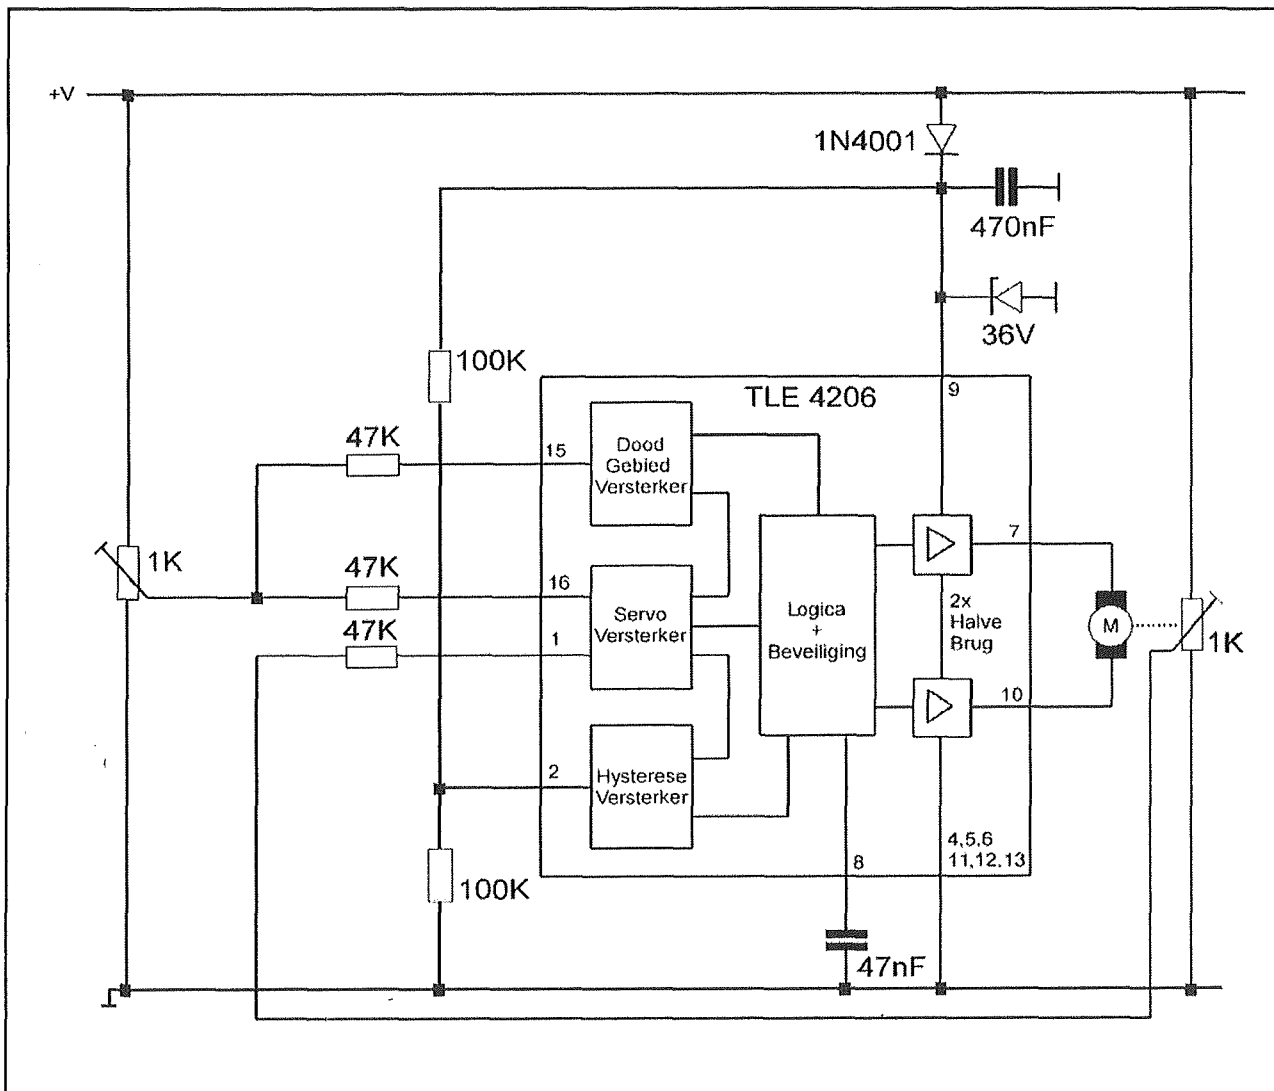 +V
1N4001
470nF
36V
100K
TLE 4206
9
47K
15
Dood
Gebied
Versterker
7
1K
47K
16
Servo
Versterker
Logica
+
Beveiliging
2x
Halve
Brug
M
1K
47K
1
10
2
Hysterese
Versterker
4,5,6
11,12,13
8
100K
47nF